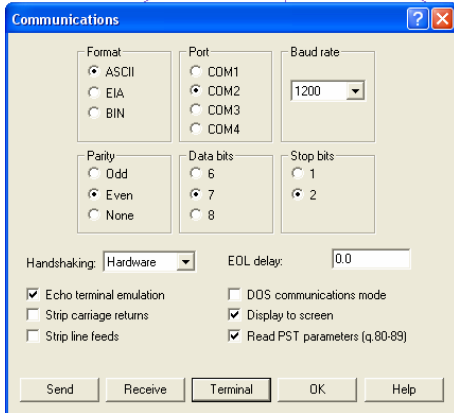 Communications
Format
ASCII
EIA
BIN
Port
COM1
COM2
COM3
COM4
Baud rate
1200
Parity
Odd
Even
None
Data bits
6
7
8
Stop bits
1
2
Handshaking: Hardware
EOL delay: 0.0
Echo terminal emulation
Strip carriage returns
Strip line feeds
DOS communications mode
Display to screen
Read PST parameters (q.80-89)
Send Receive Terminal OK Help